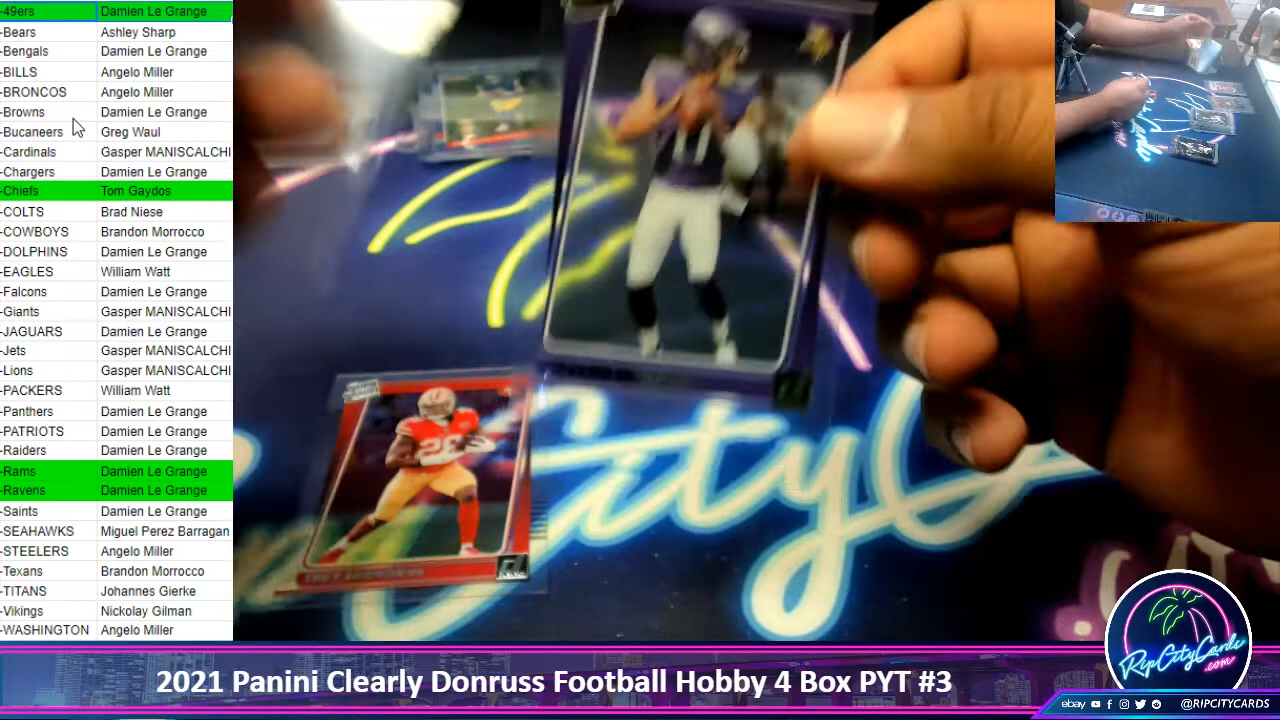 -49ers Damien Le Grange
-Bears Ashley Sharp
-Bengals Damien Le Grange
-BILLS Angelo Miller
-BRONCOS Angelo Miller
-Browns Damien Le Grange
-Bucaneers Greg Waul
-Cardinals Gasper MANISCALCHI
-Chargers Damien Le Grange
-Chiefs Tom Gaydos
-COLTS Brad Niese
-COWBOYS Brandon Morrocco
-DOLPHINS Damien Le Grange
-EAGLES William Watt
-Falcons Damien Le Grange
-Giants Gasper MANISCALCHI
-JAGUARS Damien Le Grange
-Jets Gasper MANISCALCHI
-Lions Gasper MANISCALCHI
-PACKERS William Watt
-Panthers Damien Le Grange
-PATRIOTS Damien Le Grange
-Raiders Damien Le Grange
-Rams Damien Le Grange
-Ravens Damien Le Grange
-Saints Damien Le Grange
-SEAHAWKS Miguel Perez Barragan
-STEELERS Angelo Miller
-Texans Brandon Morrocco
-TITANS Johannes Gierke
-Vikings Nickolay Gilman
-WASHINGTON Angelo Miller
City
RipCityCards
.com
2021 Panini Clearly Donruss Football Hobby 4 Box PYT #3
ebay @RIPCITYCARDS